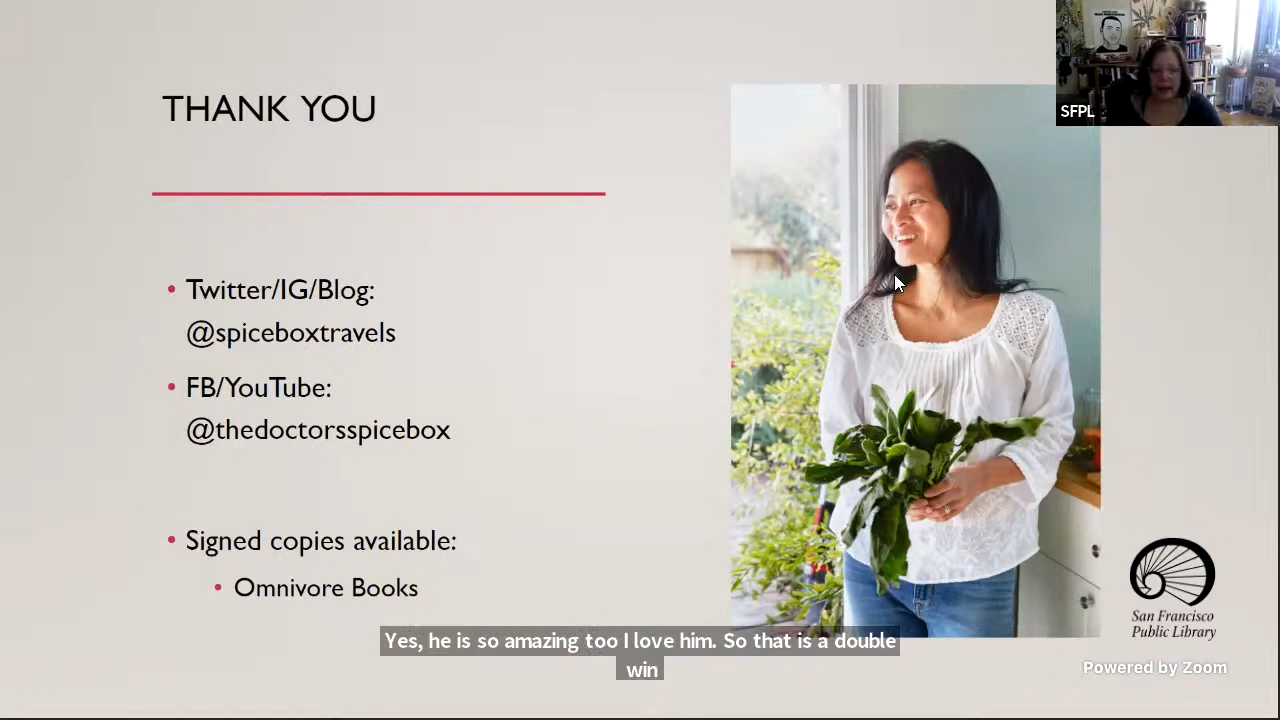 THANK YOU
SFPL
• Twitter/IG/Blog:
@spiceboxtravels
• FB/YouTube:
@thedoctorsspicebox
• Signed copies available:
• Omnivore Books
San Francisco
Public Library
Yes, he is so amazing too I love him. So that is a double
win
Powered by Zoom